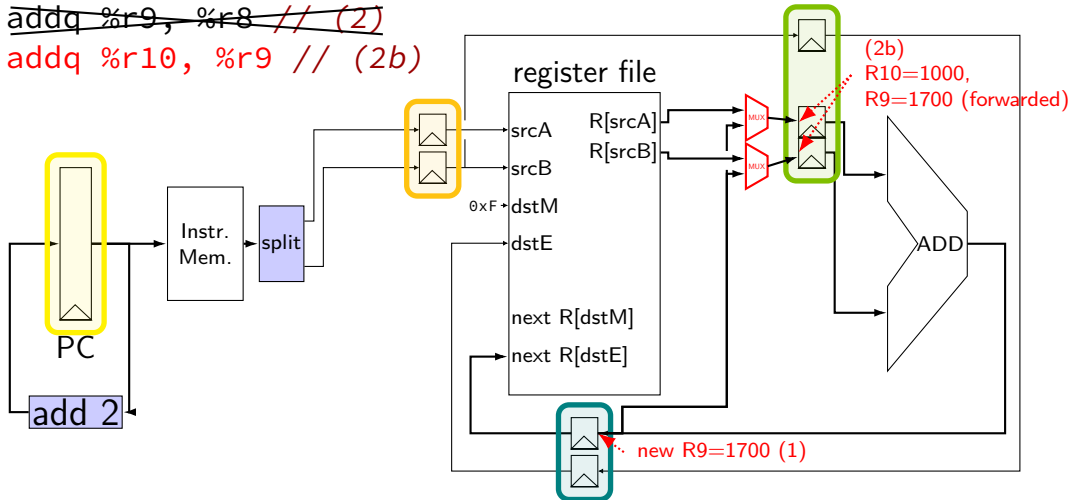 addq %r9, %r8 // (2)
addq %r10, %r9 // (2b)
register file
(2b)
R10=1000,
R9=1700 (forwarded)
srcA
srcB
dstM
dstE
0xF
R[srcA]
R[srcB]
next R[dstM]
next R[dstE]
MUX
MUX
ADD
Instr.
Mem.
split
PC
add 2
new R9=1700 (1)